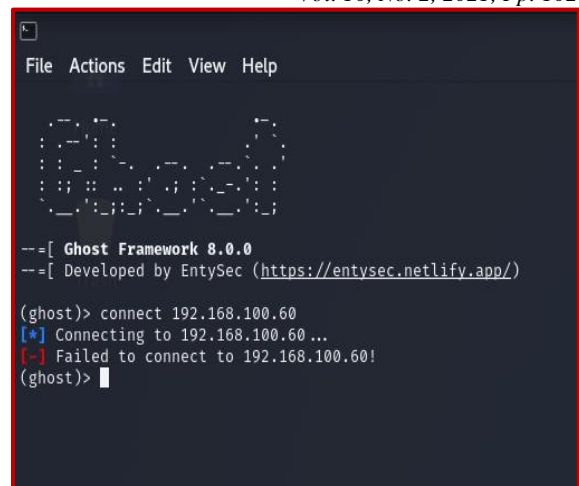 File Actions Edit View Help
--=[ Ghost Framework 8.0.0
--=[ Developed by EntySec (https://entysec.netlify.app/)
(ghost)> connect 192.168.100.60
[*] Connecting to 192.168.100.60 ...
[-] Failed to connect to 192.168.100.60!
(ghost)>